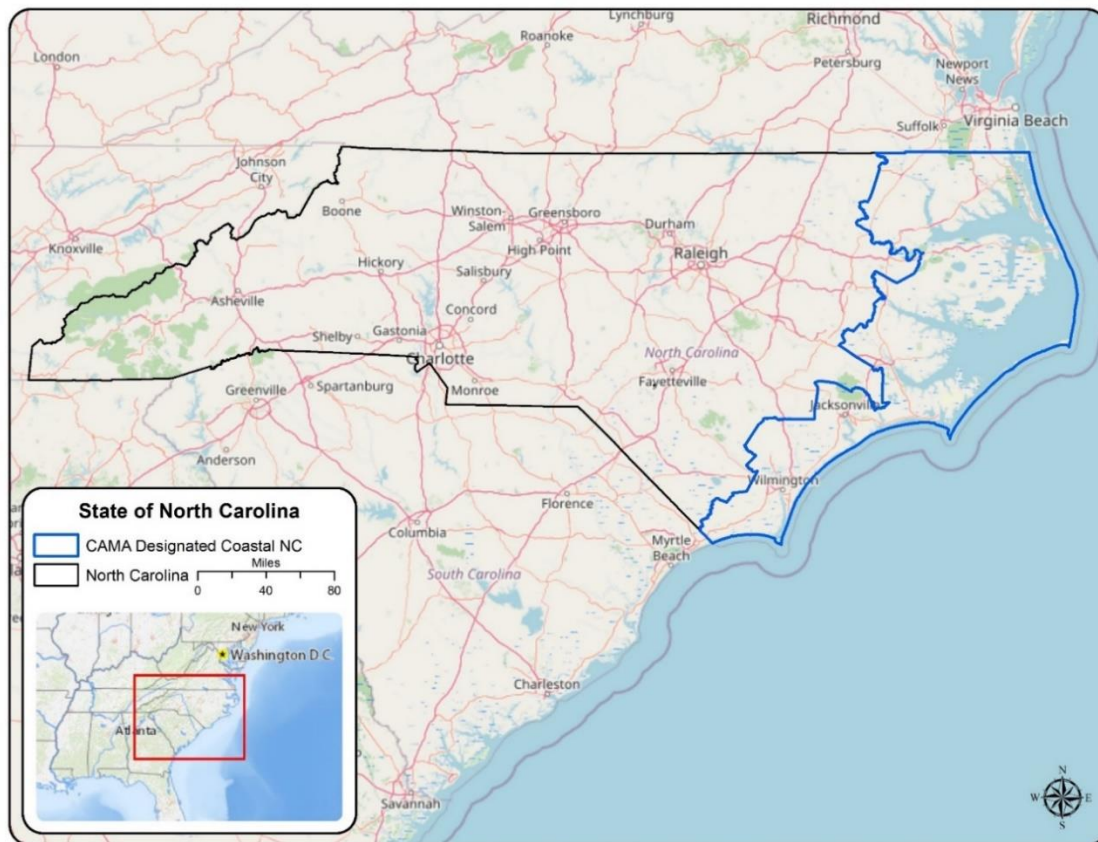 Lynchburg
Richmond
Roanoke
Petersburg
London
Newport
News
Virginia Beach
Suffolk
Johnson
City
Boone
Winston-
Salem
Greensboro
Durham
Knoxville
High Point
Raleigh
Hickory
Salisbury
Asheville
Concord
Shelby
Gastonia
Charlotte
North Carolina
Greenville
Spartanburg
Monroe
Fayetteville
Jacksonville
Anderson
Wilmington
Florence
Columbia
Myrtle
Beach
South Carolina
Charleston
Savannah
State of North Carolina
CAMA Designated Coastal NC
North Carolina
Miles
0 40 80
New York
Washington D C
Atlanta
N
W E
S